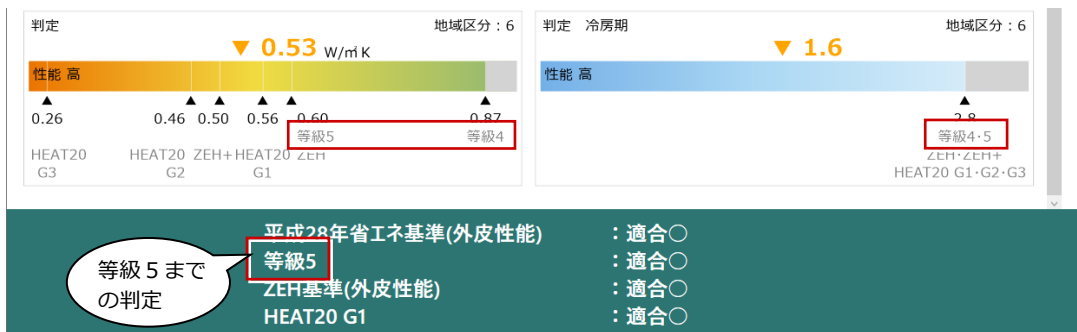 判定 地域区分：6
▼ 0.53 W/㎡K
性能 高
0.26 0.46 0.50 0.56 0.60 0.87
等級5 等級4
HEAT20 HEAT20 ZEH+ HEAT20 ZEH
G3 G2 G1
判定 冷房期 地域区分：6
▼ 1.6
性能 高
2.8
等級4・5
ZEH・ZEH+
HEAT20 G1・G2・G3
平成28年省エネ基準(外皮性能) ：適合○
等級5 ：適合○
ZEH基準(外皮性能) ：適合○
HEAT20 G1 ：適合○
等級５まで
の判定